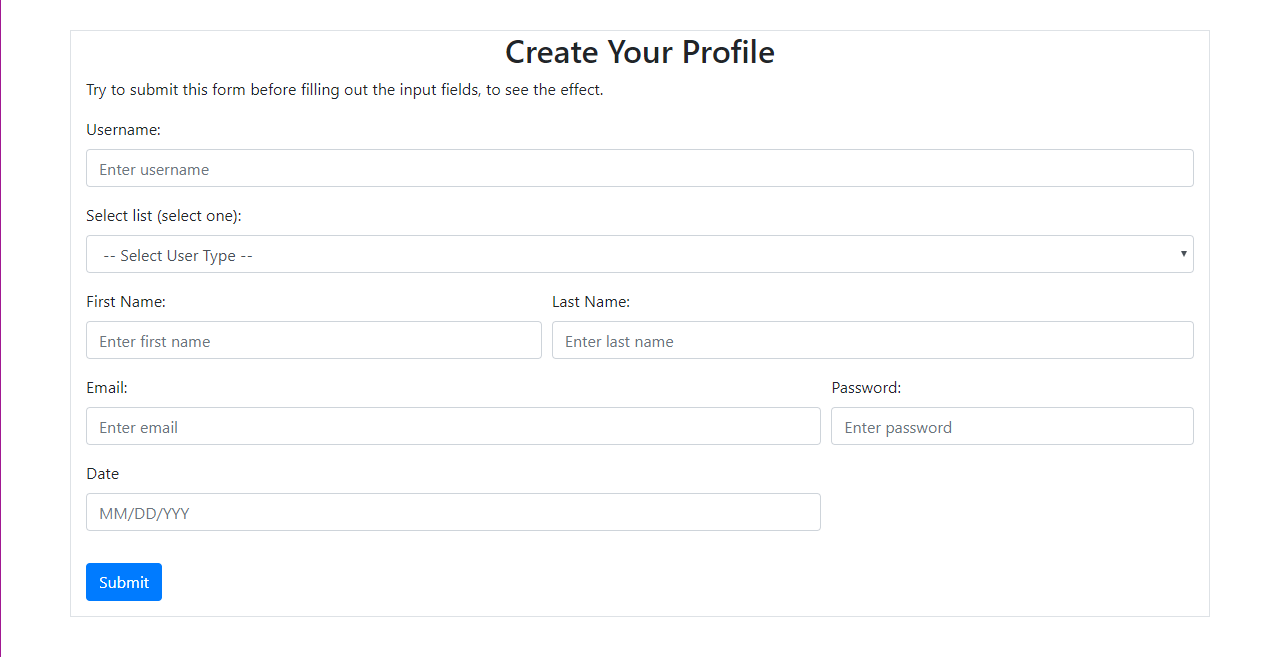 Create Your Profile
Try to submit this form before filling out the input fields, to see the effect.
Username:
Enter username
Select list (select one):
-- Select User Type --
First Name: Last Name:
Enter first name Enter last name
Email: Password:
Enter email Enter password
Date
MM/DD/YYY
Submit